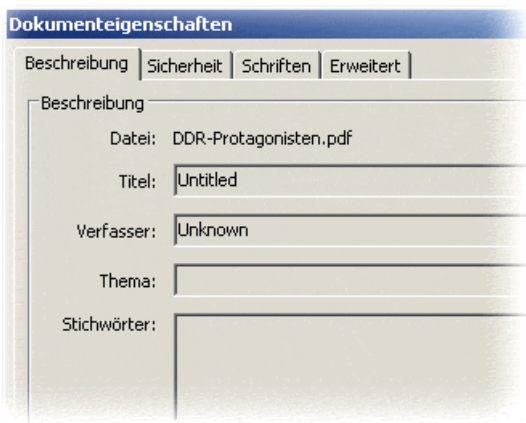 Dokumenteigenschaften
Beschreibung Sicherheit Schriften Erweitert
Beschreibung
Datei: DDR-Protagonisten.pdf
Titel: Untitled
Verfasser: Unknown
Thema:
Stichwörter: